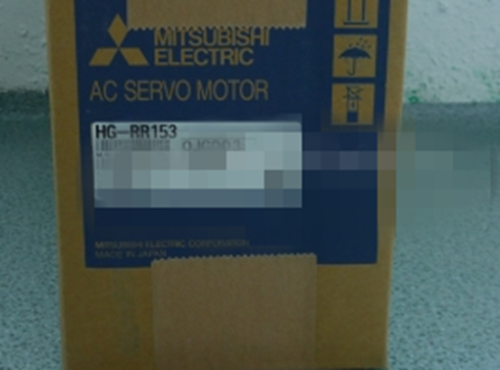 MITSUBISHI
ELECTRIC
AC SERVO MOTOR
HG-RR153
MITSUBISHI ELECTRIC CORPORATION
MADE IN JAPAN